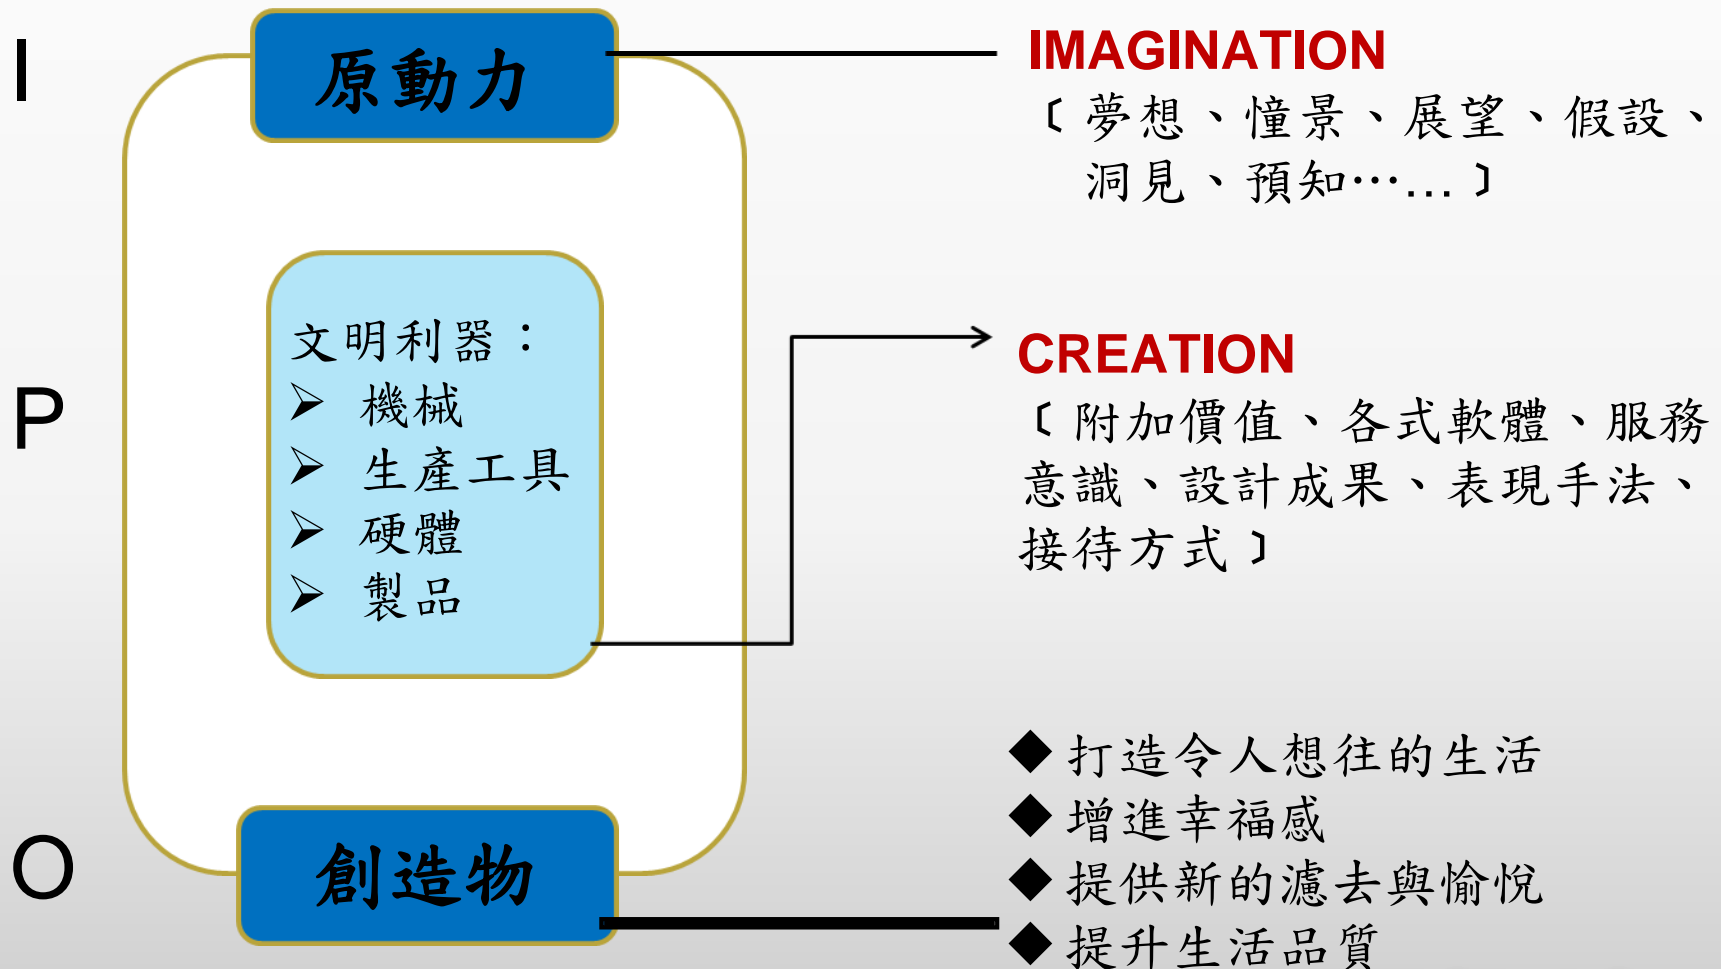 I
原動力
IMAGINATION
〔夢想、憧景、展望、假設、
洞見、預知…...〕
P
文明利器：
➢ 機械
➢ 生產工具
➢ 硬體
➢ 製品
CREATION
〔附加價值、各式軟體、服務
意識、設計成果、表現手法、
接待方式〕
O
創造物
◆打造令人想往的生活
◆增進幸福感
◆提供新的濾去與愉悅
◆提升生活品質